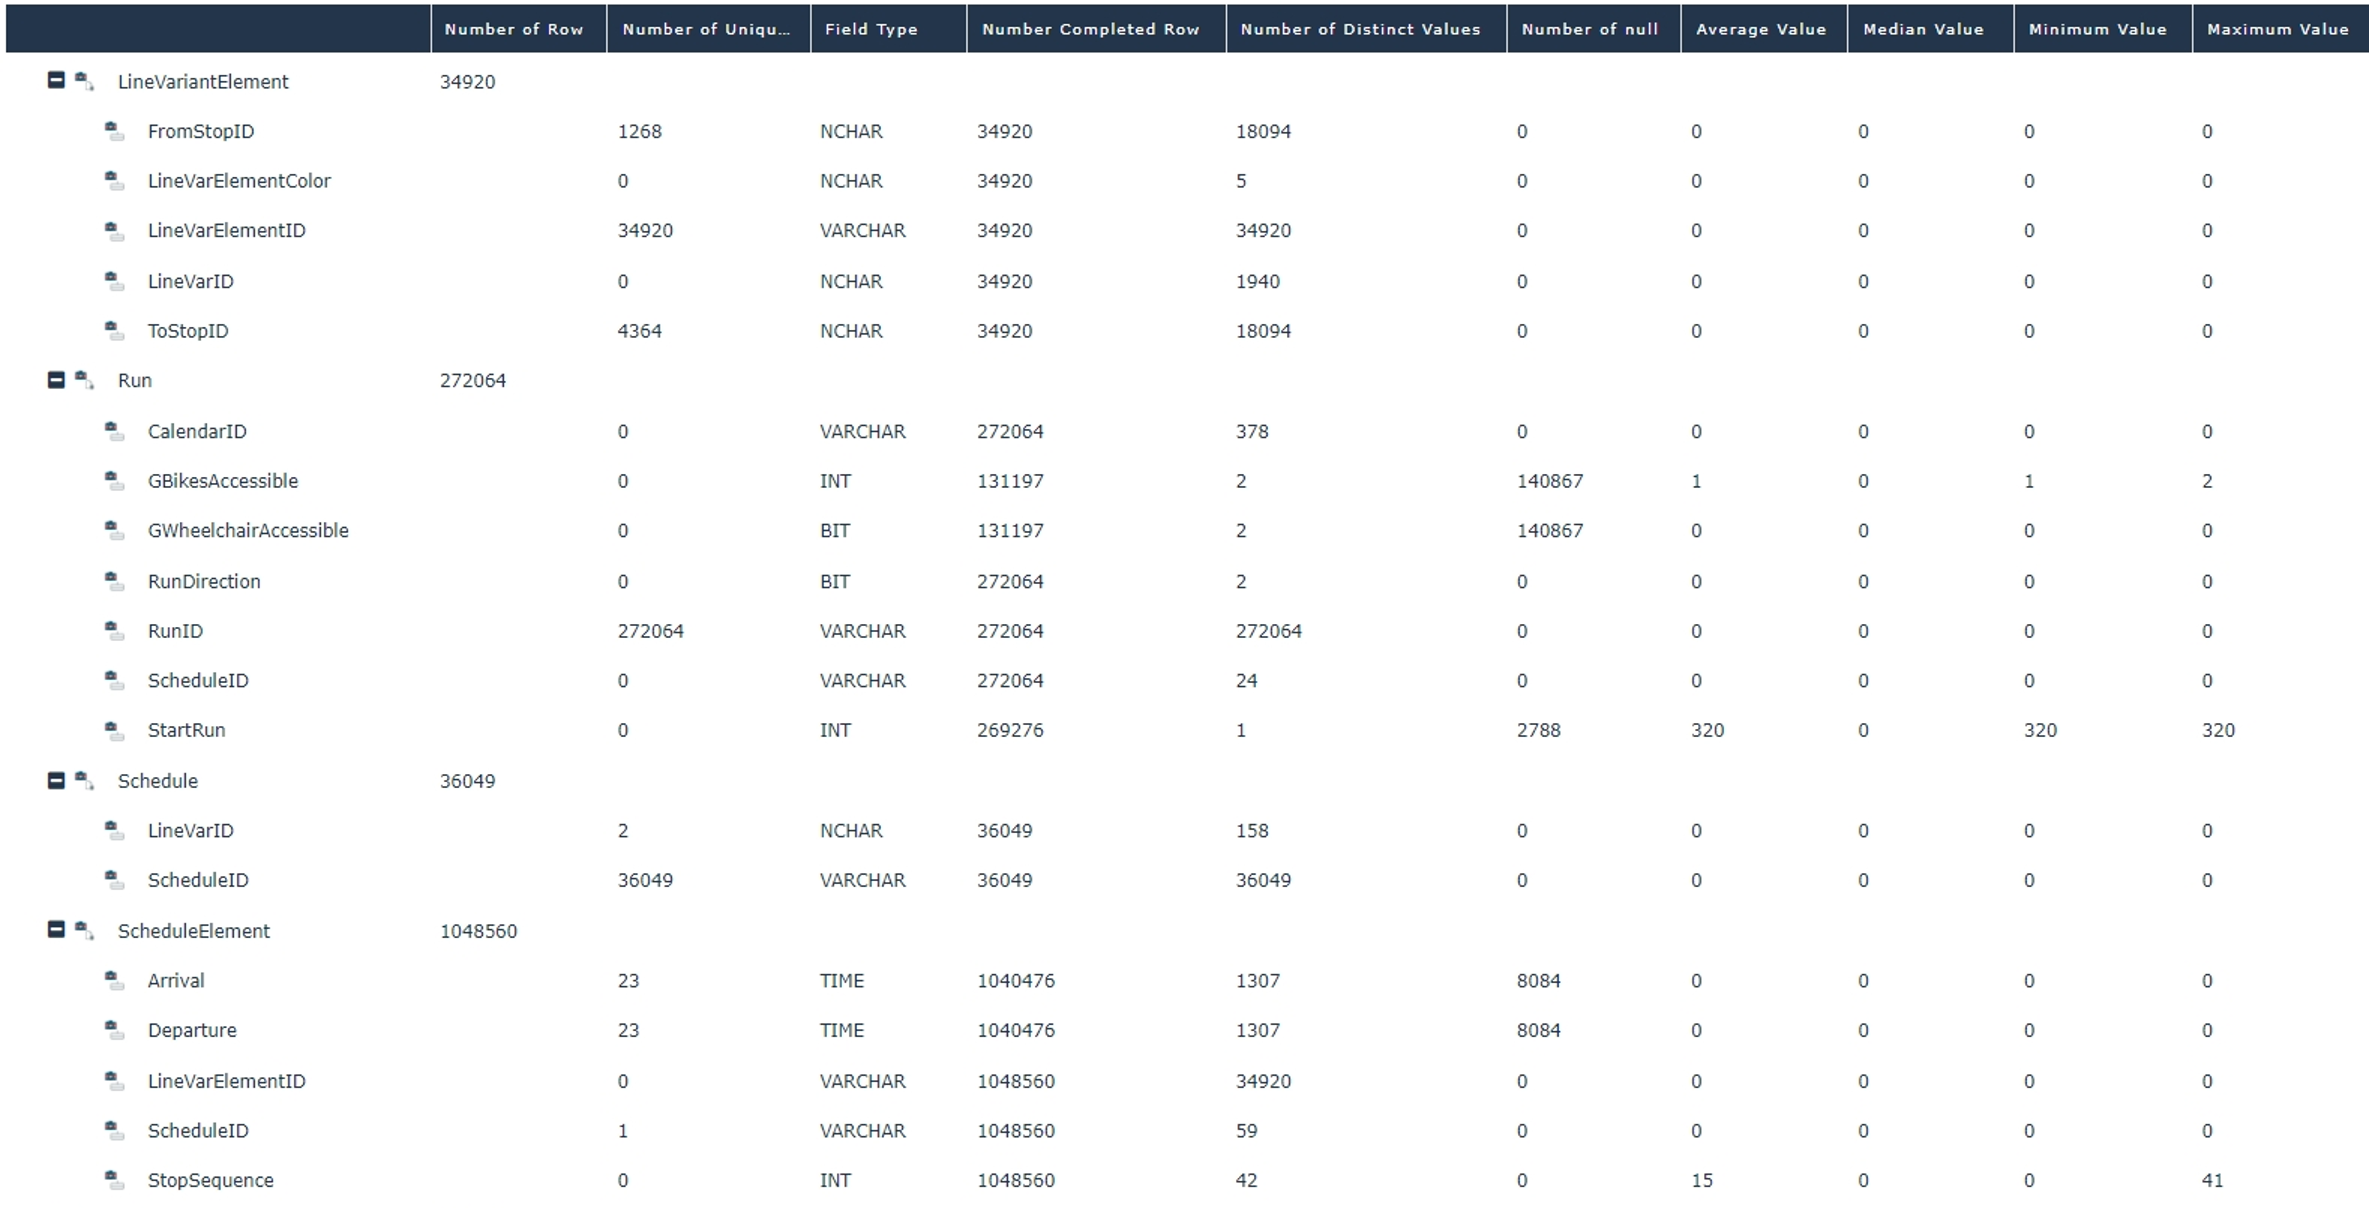 Number of Row Number of Uniqu... Field Type Number Completed Row Number of Distinct Values Number of null Average Value Median Value Minimum Value Maximum Value
LineVariantElement 34920
FromStopID 1268 NCHAR 34920 18094 0 0 0 0 0
LineVarElementColor 0 NCHAR 34920 5 0 0 0 0 0
LineVarElementID 34920 VARCHAR 34920 34920 0 0 0 0 0
LineVarID 0 NCHAR 34920 1940 0 0 0 0 0
ToStopID 4364 NCHAR 34920 18094 0 0 0 0 0
Run 272064
CalendarID 0 VARCHAR 272064 378 0 0 0 0 0
GBikesAccessible 0 INT 131197 2 140867 1 0 1 2
GWheelchairAccessible 0 BIT 131197 2 140867 0 0 0 0
RunDirection 0 BIT 272064 2 0 0 0 0 0
RunID 272064 VARCHAR 272064 272064 0 0 0 0 0
ScheduleID 0 VARCHAR 272064 24 0 0 0 0 0
StartRun 0 INT 269276 1 2788 320 0 320 320
Schedule 36049
LineVarID 2 NCHAR 36049 158 0 0 0 0 0
ScheduleID 36049 VARCHAR 36049 36049 0 0 0 0 0
ScheduleElement 1048560
Arrival 23 TIME 1040476 1307 8084 0 0 0 0
Departure 23 TIME 1040476 1307 8084 0 0 0 0
LineVarElementID 0 VARCHAR 1048560 34920 0 0 0 0 0
ScheduleID 1 VARCHAR 1048560 59 0 0 0 0 0
StopSequence 0 INT 1048560 42 0 15 0 0 41